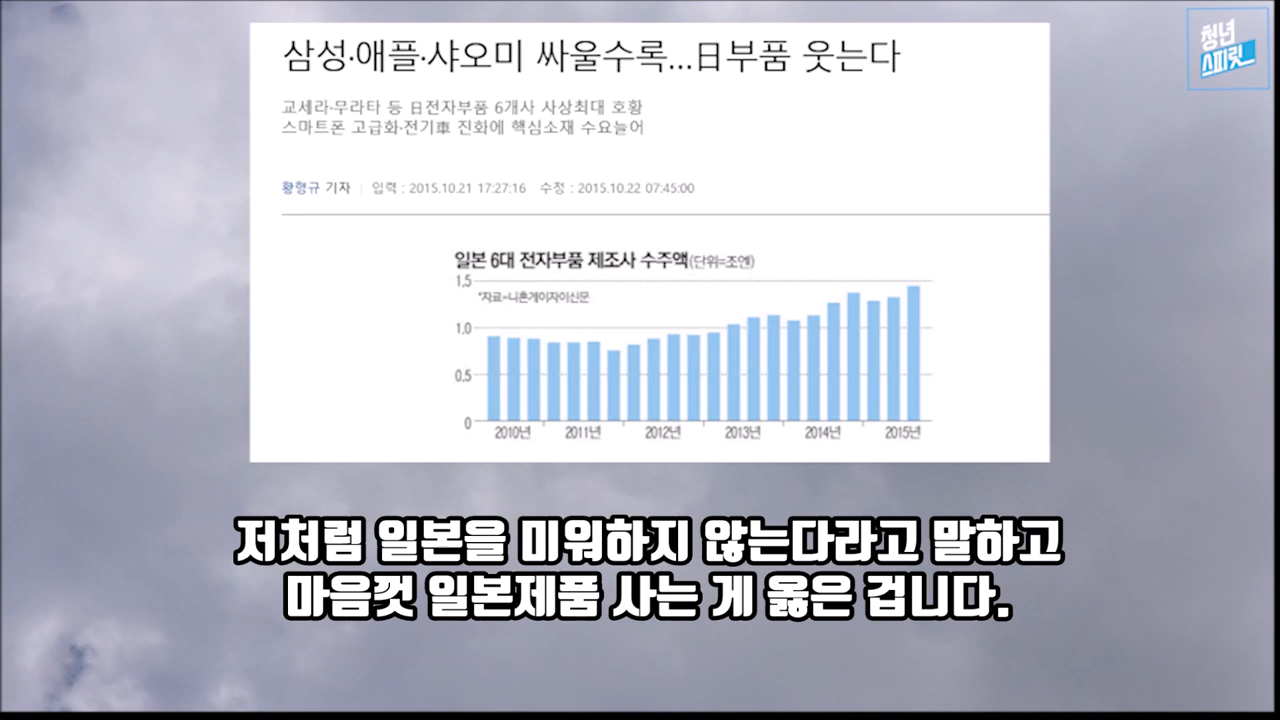 청년
스피릿
삼성·애플·샤오미 싸울수록...日부품 웃는다
교세라·무라타 등 日전자부품 6개사 사상최대 호황
스마트폰 고급화·전기車 진화에 핵심소재 수요늘어
황형규 기자 | 입력 : 2015.10.21 17:27:16 수정 : 2015.10.22 07:45:00
일본 6대 전자부품 제조사 수주액(단위=조엔)
*자료=니혼게이자이신문
1.5
1.0
0.5
0
2010년 2011년 2012년 2013년 2014년 2015년
저처럼 일본을 미워하지 않는다라고 말하고
마음껏 일본제품 사는 게 옳은 겁니다.